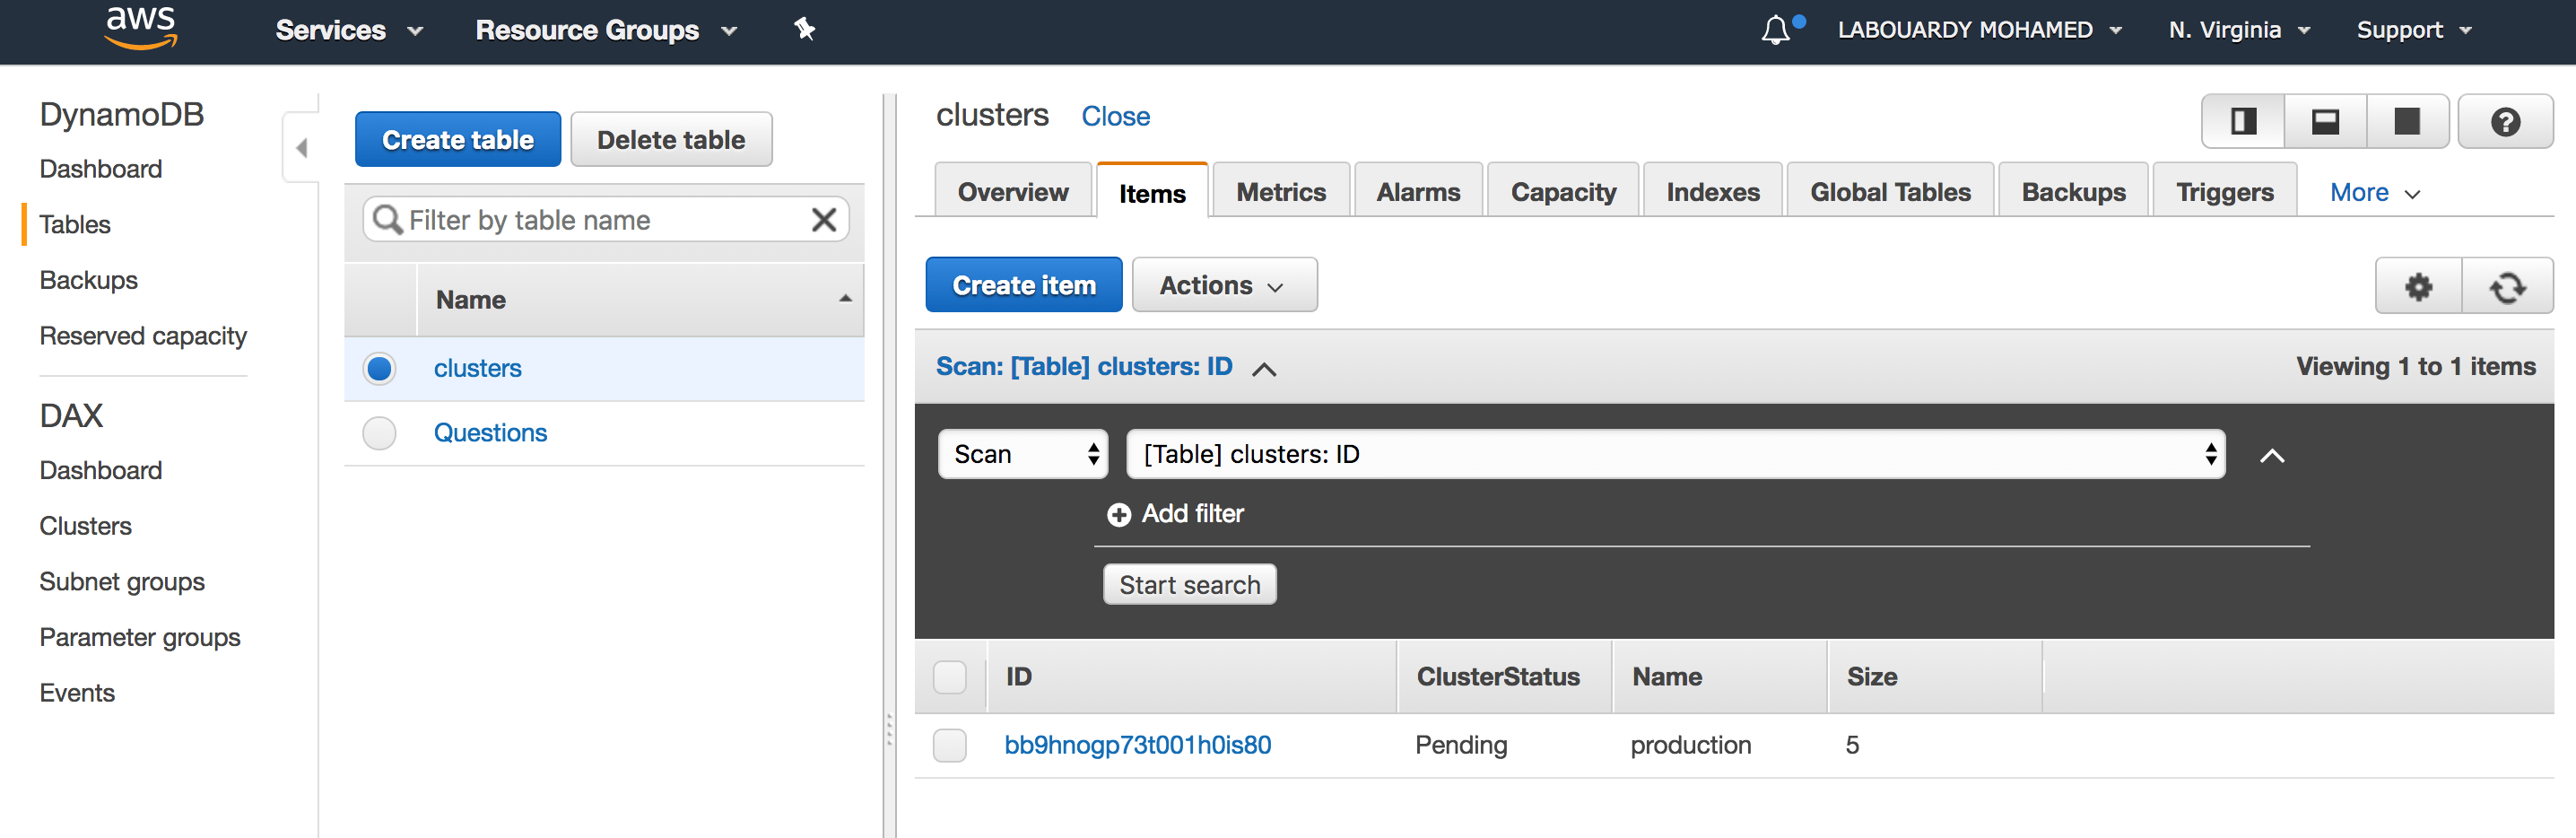 aws Services Resource Groups LABOUARDY MOHAMED N. Virginia Support
DynamoDB
Dashboard
Tables
Backups
Reserved capacity
DAX
Dashboard
Clusters
Subnet groups
Parameter groups
Events
Create table Delete table
Filter by table name
Name
clusters
Questions
clusters Close
Overview Items Metrics Alarms Capacity Indexes Global Tables Backups Triggers More
Create item Actions
Scan: [Table] clusters: ID Viewing 1 to 1 items
Scan [Table] clusters: ID
Add filter
Start search
ID ClusterStatus Name Size
bb9hnogp73t001h0is80 Pending production 5